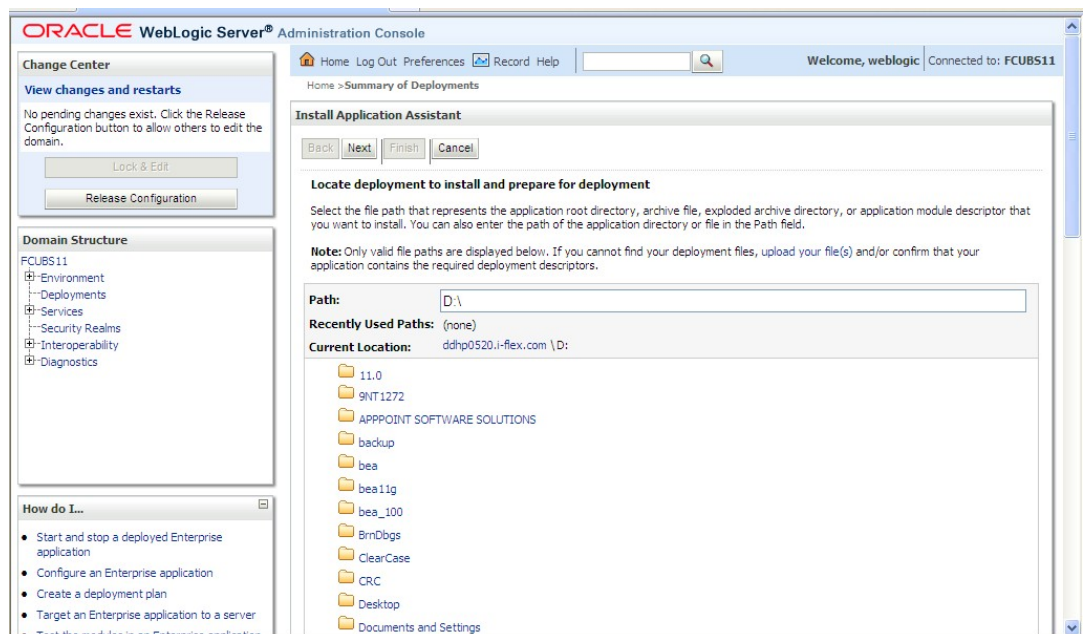 ORACLE WebLogic Server® Administration Console
Change Center
View changes and restarts
No pending changes exist. Click the Release
Configuration button to allow others to edit the
domain.
Lock & Edit
Release Configuration
Domain Structure
FCUBS11
Environment
Deployments
Services
Security Realms
Interoperability
Diagnostics
How do I...
Start and stop a deployed Enterprise
application
Configure an Enterprise application
Create a deployment plan
Target an Enterprise application to a server
Test the modules in an Enterprise application
Home Log Out Preferences Record Help
Welcome, weblogic Connected to: FCUBS11
Home >Summary of Deployments
Install Application Assistant
Back Next Finish Cancel
Locate deployment to install and prepare for deployment
Select the file path that represents the application root directory, archive file, exploded archive directory, or application module descriptor that
you want to install. You can also enter the path of the application directory or file in the Path field.
Note: Only valid file paths are displayed below. If you cannot find your deployment files, upload your file(s) and/or confirm that your
application contains the required deployment descriptors.
Path: D:\
Recently Used Paths: (none)
Current Location: ddhp0520.i-flex.com \D:
11.0
9NT1272
APPPOINT SOFTWARE SOLUTIONS
backup
bea
bea11g
bea_100
BrnDbgs
ClearCase
CRC
Desktop
Documents and Settings